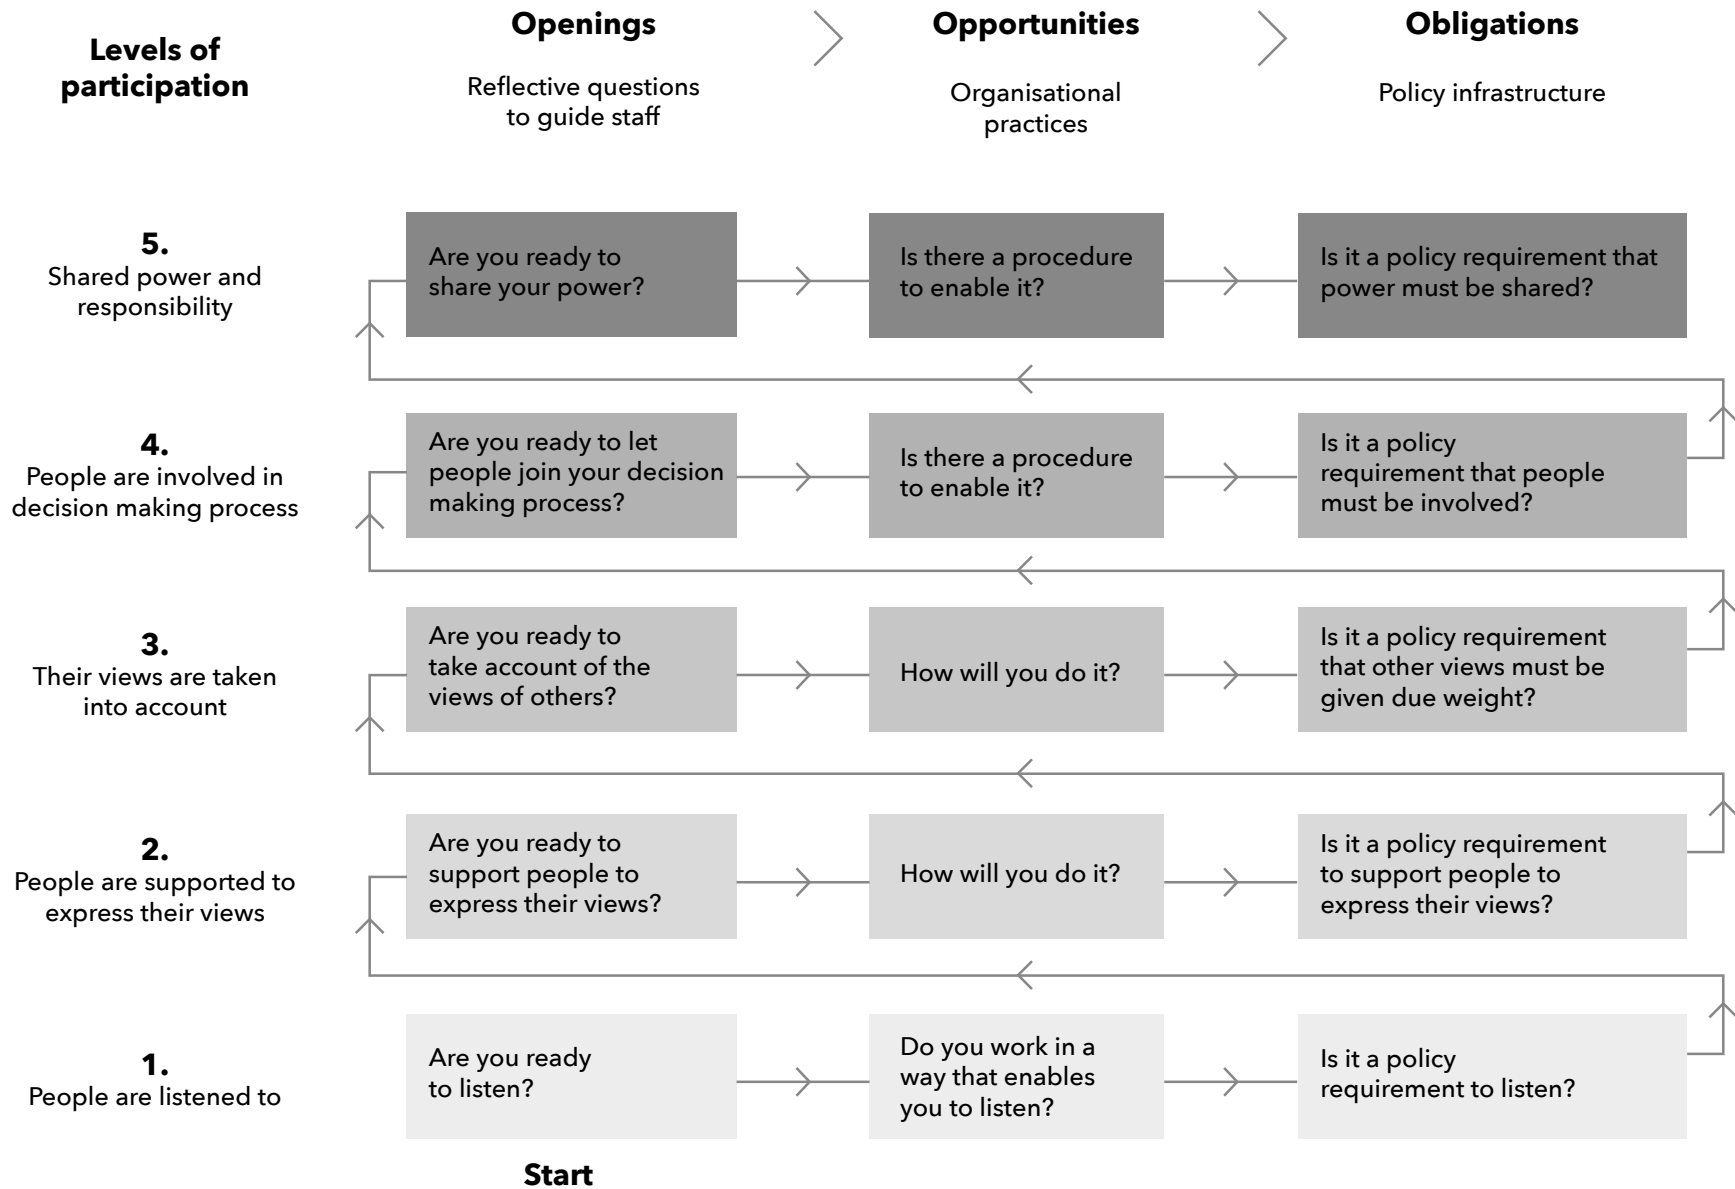 Levels of
participation
Openings
Reflective questions
to guide staff
Opportunities
Organisational
practices
Obligations
Policy infrastructure
5.
Shared power and
responsibility
Are you ready to
share your power?
Is there a procedure
to enable it?
Is it a policy requirement that
power must be shared?
4.
People are involved in
decision making process
Are you ready to let
people join your decision
making process?
Is there a procedure
to enable it?
Is it a policy
requirement that people
must be involved?
3.
Their views are taken
into account
Are you ready to
take account of the
views of others?
How will you do it?
Is it a policy requirement
that other views must be
given due weight?
2.
People are supported to
express their views
Are you ready to
support people to
express their views?
How will you do it?
Is it a policy requirement
to support people to
express their views?
1.
People are listened to
Are you ready
to listen?
Do you work in a
way that enables
you to listen?
Is it a policy
requirement to listen?
Start